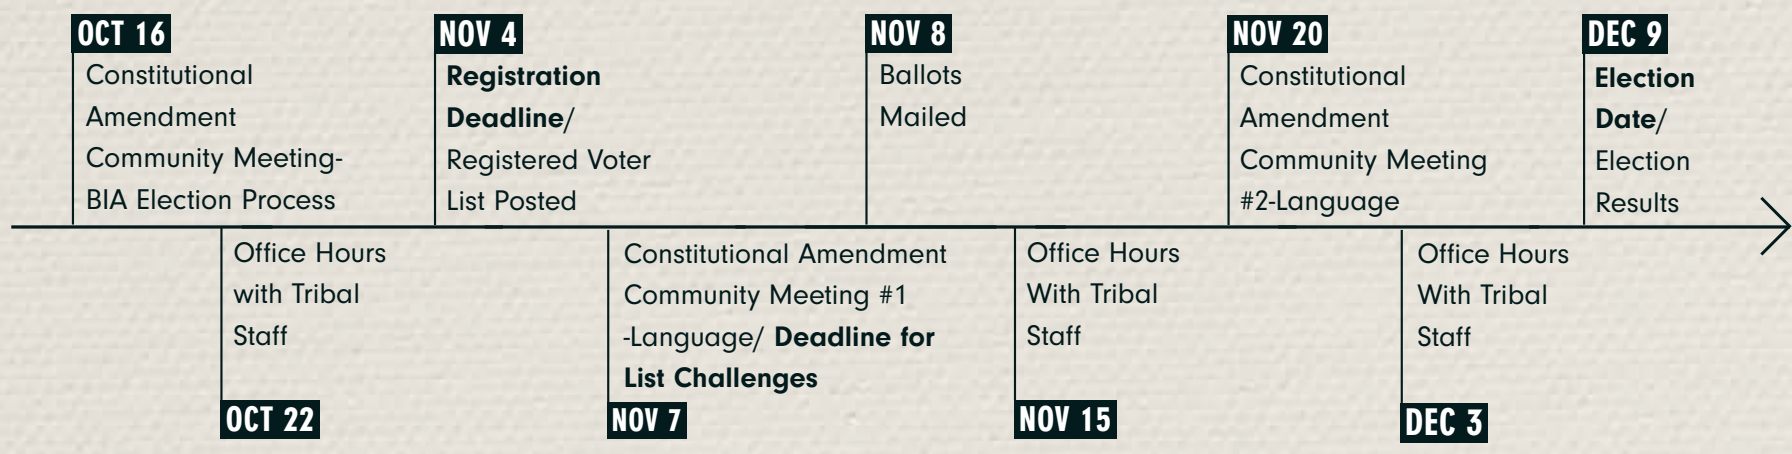 OCT 16
Constitutional
Amendment
Community Meeting-
BIA Election Process
NOV 4
Registration
Deadline/
Registered Voter
List Posted
NOV 8
Ballots
Mailed
NOV 20
Constitutional
Amendment
Community Meeting
#2-Language
DEC 9
Election
Date/
Election
Results
Office Hours
with Tribal
Staff
OCT 22
Constitutional Amendment
Community Meeting #1
-Language/ Deadline for
List Challenges
NOV 7
Office Hours
With Tribal
Staff
NOV 15
Office Hours
With Tribal
Staff
DEC 3